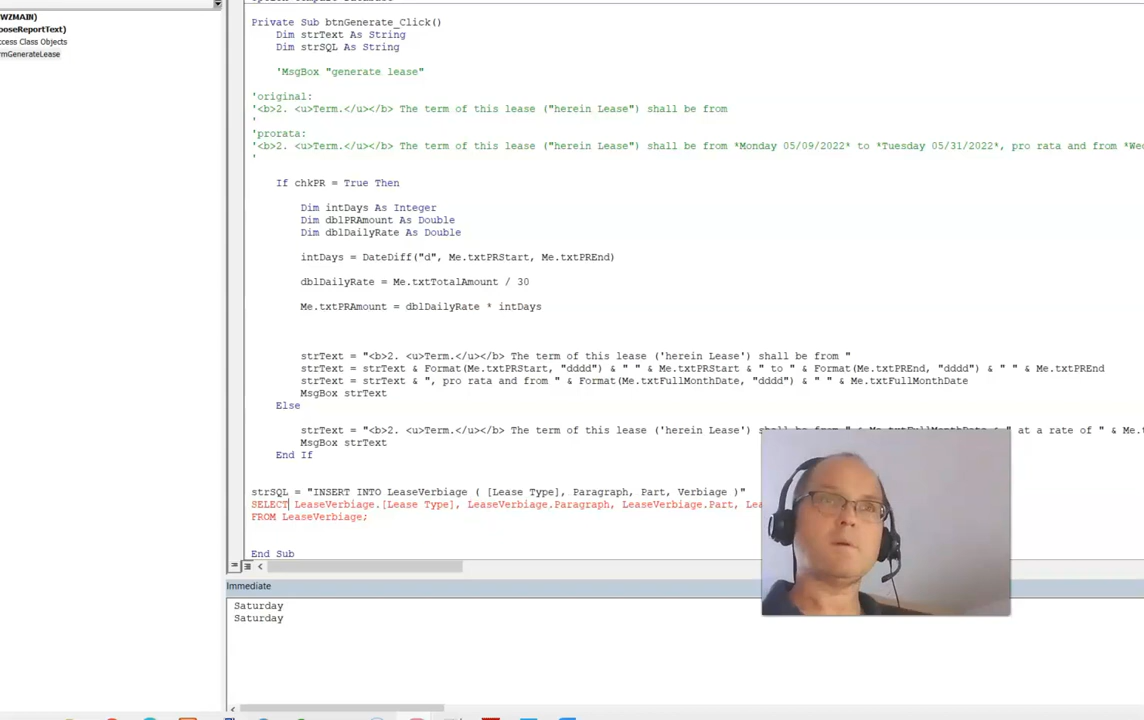 WZMAIN)
ooseReportText)
ccess Class Objects
rmGenerateLease
Private Sub btnGenerate_Click()
Dim strText As String
Dim strSQL As String
'MsgBox "generate lease"
'original:
'<b>2. <u>Term.</u></b> The term of this lease ("herein Lease") shall be from
'
'prorata:
'<b>2. <u>Term.</u></b> The term of this lease ("herein Lease") shall be from *Monday 05/09/2022* to *Tuesday 05/31/2022*, pro rata and from *We
'
If chkPR = True Then
Dim intDays As Integer
Dim dblPRAmount As Double
Dim dblDailyRate As Double
intDays = DateDiff("d", Me.txtPRStart, Me.txtPREnd)
dblDailyRate = Me.txtTotalAmount / 30
Me.txtPRAmount = dblDailyRate * intDays
strText = "<b>2. <u>Term.</u></b> The term of this lease ('herein Lease') shall be from "
strText = strText & Format(Me.txtPRStart, "dddd") & " " & Me.txtPRStart & " to " & Format(Me.txtPREnd, "dddd") & " " & Me.txtPREnd
strText = strText & ", pro rata and from " & Format(Me.txtFullMonthDate, "dddd") & " " & Me.txtFullMonthDate
MsgBox strText
Else
strText = "<b>2. <u>Term.</u></b> The term of this lease ('herein Lease') shall be from " & Me.txtFullMonthDate & " at a rate of " & Me.t
MsgBox strText
End If
strSQL = "INSERT INTO LeaseVerbiage ( [Lease Type], Paragraph, Part, Verbiage )"
SELECT LeaseVerbiage.[Lease Type], LeaseVerbiage.Paragraph, LeaseVerbiage.Part, Lea
FROM LeaseVerbiage;
End Sub
Immediate
Saturday
Saturday